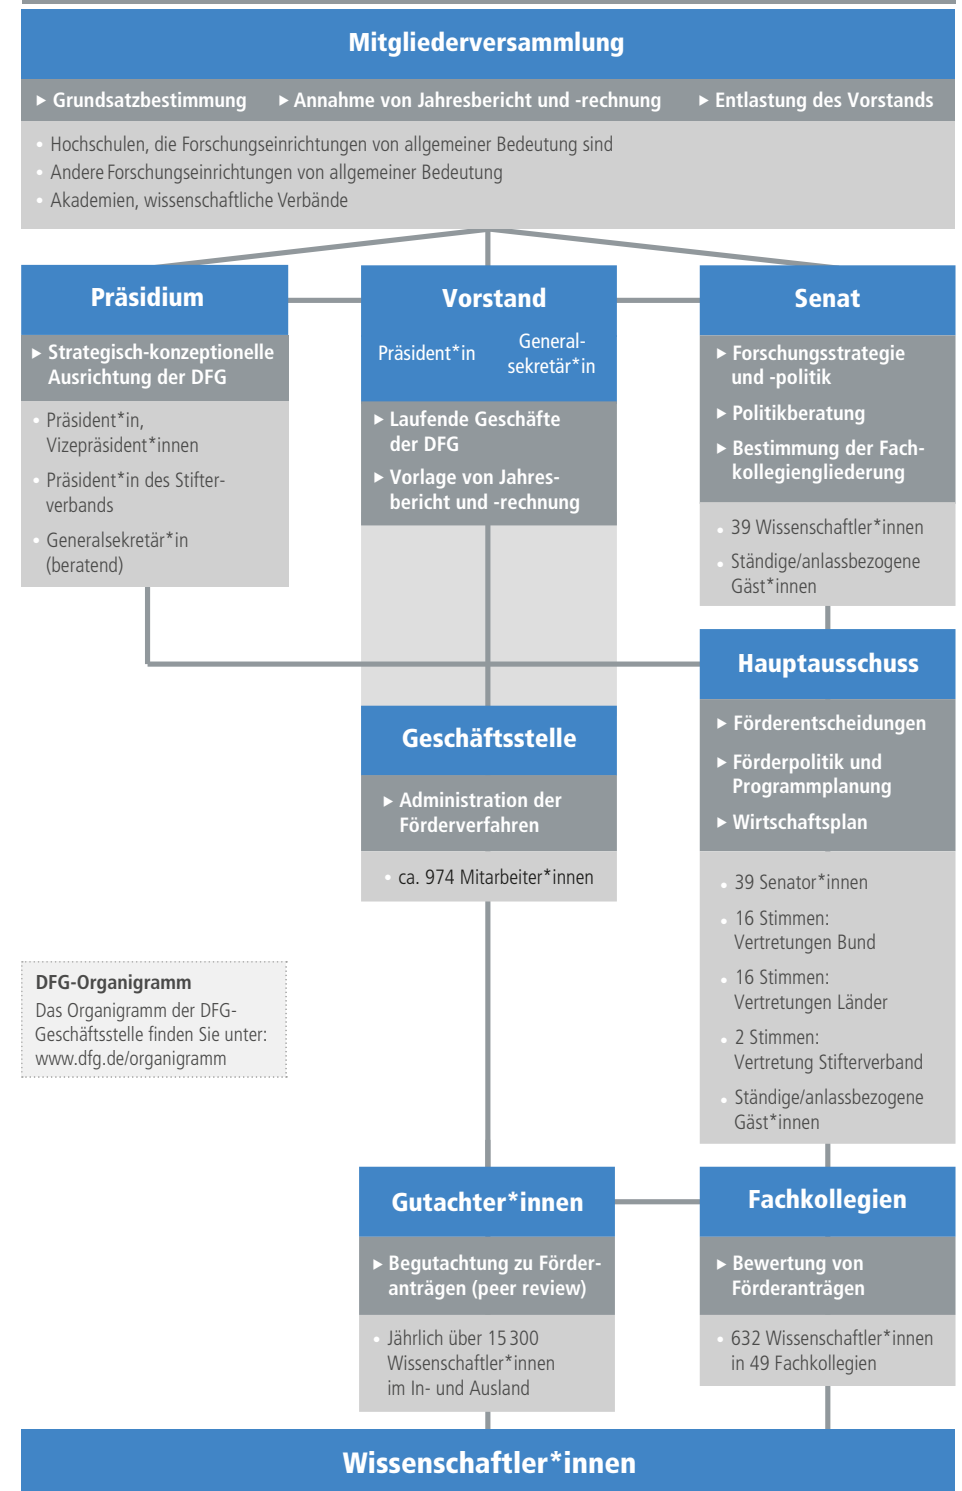 Mitgliederversammlung
▸ Grundsatzbestimmung ▸ Annahme von Jahresbericht und -rechnung ▸ Entlastung des Vorstands
• Hochschulen, die Forschungseinrichtungen von allgemeiner Bedeutung sind
• Andere Forschungseinrichtungen von allgemeiner Bedeutung
• Akademien, wissenschaftliche Verbände
Präsidium
▸ Strategisch-konzeptionelle
Ausrichtung der DFG
• Präsident*in,
Vizepräsident*innen
• Präsident*in des Stifter-
verbands
• Generalsekretär*in
(beratend)
Vorstand
Präsident*in
General-
sekretär*in
▸ Laufende Geschäfte
der DFG
▸ Vorlage von Jahres-
bericht und -rechnung
Senat
▸ Forschungsstrategie
und -politik
▸ Politikberatung
▸ Bestimmung der Fach-
kollegiengliederung
• 39 Wissenschaftler*innen
• Ständige/anlassbezogene
Gäst*innen
Hauptausschuss
▸ Förderentscheidungen
▸ Förderpolitik und
Programmplanung
▸ Wirtschaftsplan
• 39 Senator*innen
• 16 Stimmen:
Vertretungen Bund
• 16 Stimmen:
Vertretungen Länder
• 2 Stimmen:
Vertretung Stifterverband
• Ständige/anlassbezogene
Gäst*innen
Geschäftsstelle
▸ Administration der
Förderverfahren
• ca. 974 Mitarbeiter*innen
DFG-Organigramm
Das Organigramm der DFG-
Geschäftsstelle finden Sie unter:
www.dfg.de/organigramm
Gutachter*innen
▸ Begutachtung zu Förder-
anträgen (peer review)
• Jährlich über 15 300
Wissenschaftler*innen
im In- und Ausland
Fachkollegien
▸ Bewertung von
Förderanträgen
• 632 Wissenschaftler*innen
in 49 Fachkollegien
Wissenschaftler*innen